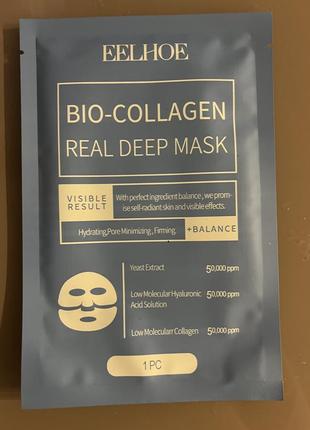 EELHOE
BIO-COLLAGEN
REAL DEEP MASK
VISIBLE
RESULT
With perfect ingredient balance, we prom-
ise self-radiant skin and visible effects.
Hydrating,Pore Minimizing , Firming.
+BALANCE
Yeast Extract 50,000 ppm
Low Molecular Hyaluronic 50,000 ppm
Acid Solution
Low Molecularr Collagen 50,000 ppm
1 PC